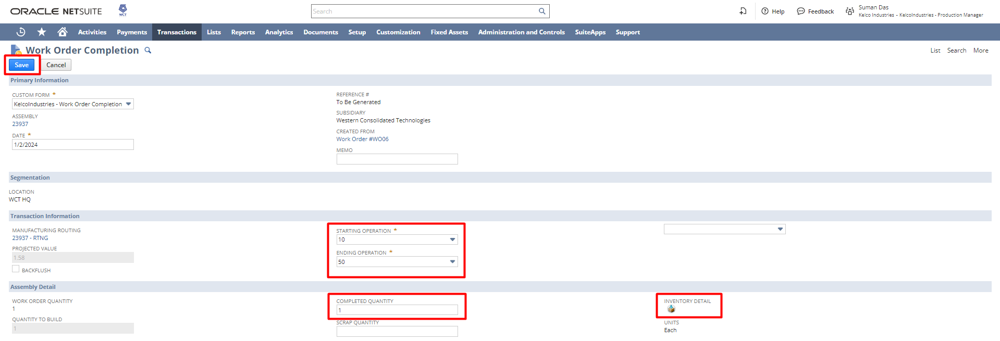 ORACLE NETSUITE
WCT
Search
Help
Feedback
Suman Das
Kelco Industries - KelcoIndustries - Production Manager
Activities Payments Transactions Lists Reports Analytics Documents Setup Customization Fixed Assets Administration and Controls SuiteApps Support
Work Order Completion
List Search More
Save Cancel
Primary Information
CUSTOM FORM *
KelcoIndustries - Work Order Completion
ASSEMBLY
23937
DATE *
1/2/2024
REFERENCE #
To Be Generated
SUBSIDIARY
Western Consolidated Technologies
CREATED FROM
Work Order #WO06
MEMO
Segmentation
LOCATION
WCT HQ
Transaction Information
MANUFACTURING ROUTING
23937 - RTNG
PROJECTED VALUE
1.58
BACKFLUSH
STARTING OPERATION *
10
ENDING OPERATION *
50
Assembly Detail
WORK ORDER QUANTITY
1
QUANTITY TO BUILD
1
COMPLETED QUANTITY
1
SCRAP QUANTITY
INVENTORY DETAIL
UNITS
Each